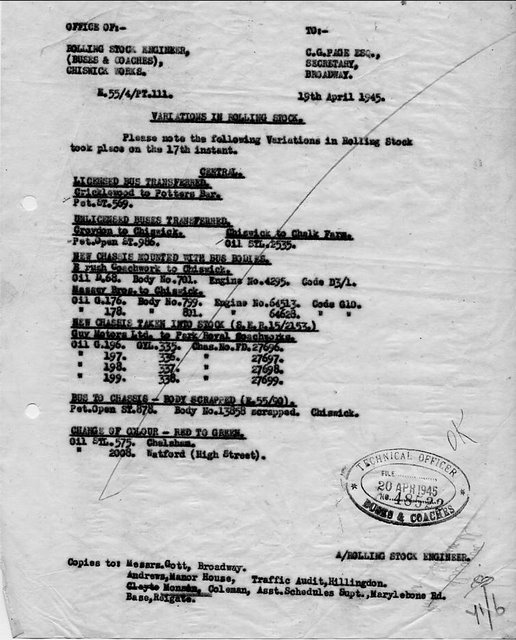 OFFICE OF:-
TO:-
ROLLING STOCK ENGINEER,
(BUSES & COACHES),
CHISWICK WORKS.
C.G.PAGE ESQ.,
SECRETARY,
BROADWAY.
R.55/4/PT.111.
19th April 1945.
VARIATIONS IN ROLLING STOCK.
Please note the following Variations in Rolling Stock
took place on the 17th instant.
CENTRAL.
LICENSED BUS TRANSFERRED.
Cricklewood to Potters Bar.
Pet.ST.569.
UNLICENSED BUSES TRANSFERRED.
Croydon to Chiswick. Chiswick to Chalk Farm.
Pet.Open ST.986. Oil STL.2535.
NEW CHASSIS MOUNTED WITH BUS BODIES.
B rush Coachwork to Chiswick.
Oil D.68. Body No.701. Engine No.4295. Code D3/1.
Massey Bros.to Chiswick.
Oil G.176. Body No.799. Engine No.64513. Code G1D.
" 178. " 801. " 64628. " "
NEW CHASSIS TAKEN INTO STOCK (S.E.R.15/2153.)
Guy Motors Ltd. to Park Royal Coachworks.
Oil G.196. GYL.335. Chas.No.FD.27696.
" 197. 336. " 27697.
" 198. 337. " 27698.
" 199. 338. " 27699.
BUS TO CHASSIS - BODY SCRAPPED (R.55/90).
Pet.Open ST.878. Body No.13858 scrapped. Chiswick.
CHANGE OF COLOUR - RED TO GREEN.
Oil STL.575. Chelsham.
" 2008. Watford (High Street).
OK
TECHNICAL OFFICER
FILE
20 APR 1945
No. 48522
BUSES & COACHES
A/ROLLING STOCK ENGINEER.
Copies to: Messrs.Gott, Broadway.
Andrews,Manor House, Traffic Audit,Hillingdon.
Coleman, Asst.Schedules Supt.,Marylebone Rd.
Base,Reigate.